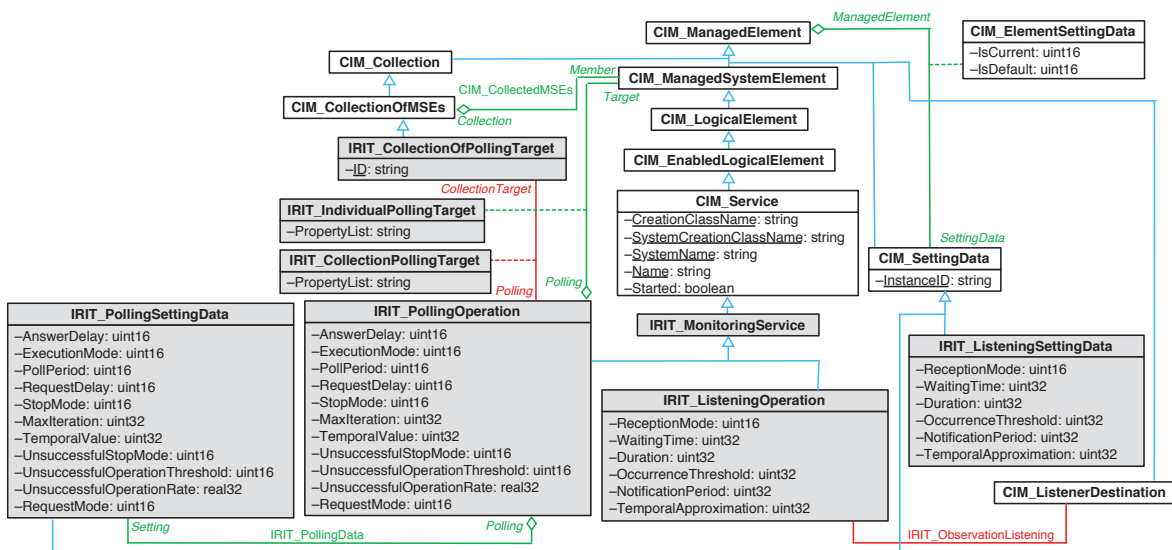 ManagedElement
CIM_ManagedElement
CIM_ElementSettingData
–IsCurrent: uint16
–IsDefault: uint16
CIM_Collection
Member
CIM_ManagedSystemElement
CIM_CollectedMSEs
Target
CIM_CollectionOfMSEs
Collection
CIM_LogicalElement
IRIT_CollectionOfPollingTarget
–ID: string
CIM_EnabledLogicalElement
CollectionTarget
CIM_Service
–CreationClassName: string
–SystemCreationClassName: string
–SystemName: string
–Name: string
–Started: boolean
IRIT_IndividualPollingTarget
–PropertyList: string
SettingData
CIM_SettingData
–InstanceID: string
IRIT_CollectionPollingTarget
–PropertyList: string
Polling
Polling
IRIT_PollingSettingData
–AnswerDelay: uint16
–ExecutionMode: uint16
–PollPeriod: uint16
–RequestDelay: uint16
–StopMode: uint16
–MaxIteration: uint32
–TemporalValue: uint32
–UnsuccessfulStopMode: uint16
–UnsuccessfulOperationThreshold: uint16
–UnsuccessfulOperationRate: real32
–RequestMode: uint16
IRIT_PollingOperation
–AnswerDelay: uint16
–ExecutionMode: uint16
–PollPeriod: uint16
–RequestDelay: uint16
–StopMode: uint16
–MaxIteration: uint32
–TemporalValue: uint32
–UnsuccessfulStopMode: uint16
–UnsuccessfulOperationThreshold: uint16
–UnsuccessfulOperationRate: real32
–RequestMode: uint16
IRIT_MonitoringService
IRIT_ListeningOperation
–ReceptionMode: uint16
–WaitingTime: uint32
–Duration: uint32
–OccurrenceThreshold: uint32
–NotificationPeriod: uint32
–TemporalApproximation: uint32
IRIT_ListeningSettingData
–ReceptionMode: uint16
–WaitingTime: uint32
–Duration: uint32
–OccurrenceThreshold: uint32
–NotificationPeriod: uint32
–TemporalApproximation: uint32
CIM_ListenerDestination
Setting
Polling
IRIT_PollingData
IRIT_ObservationListening